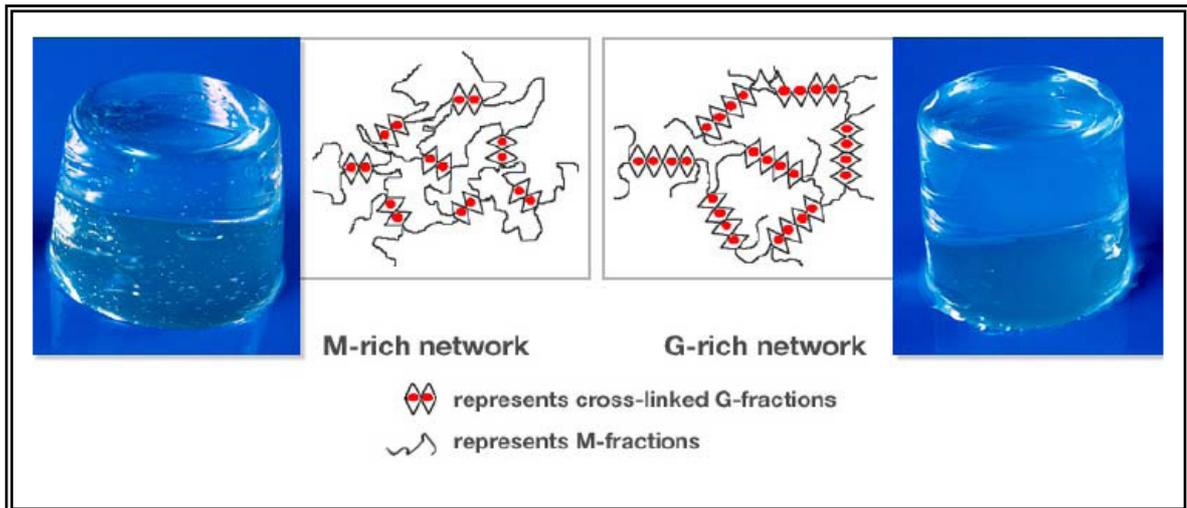 M-rich network
G-rich network
represents cross-linked G-fractions
represents M-fractions